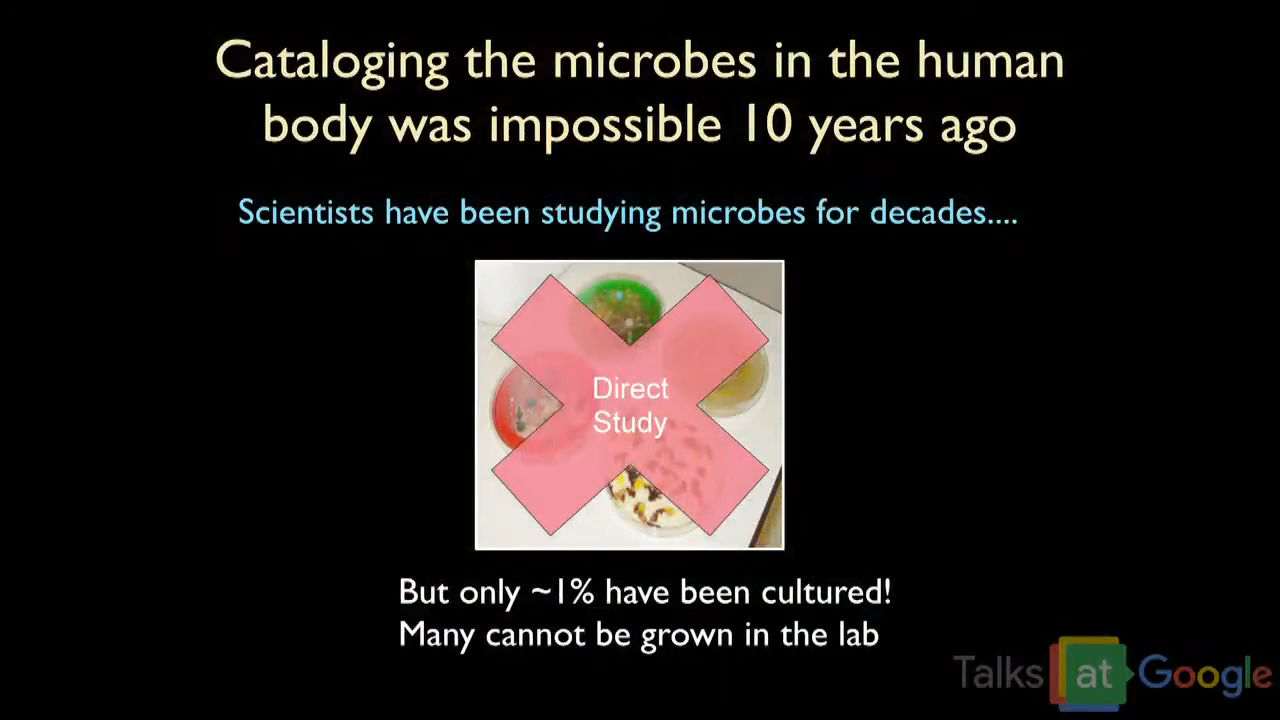 Cataloging the microbes in the human
body was impossible 10 years ago
Scientists have been studying microbes for decades....
Direct
Study
But only ~1% have been cultured!
Many cannot be grown in the lab
Talks at Google